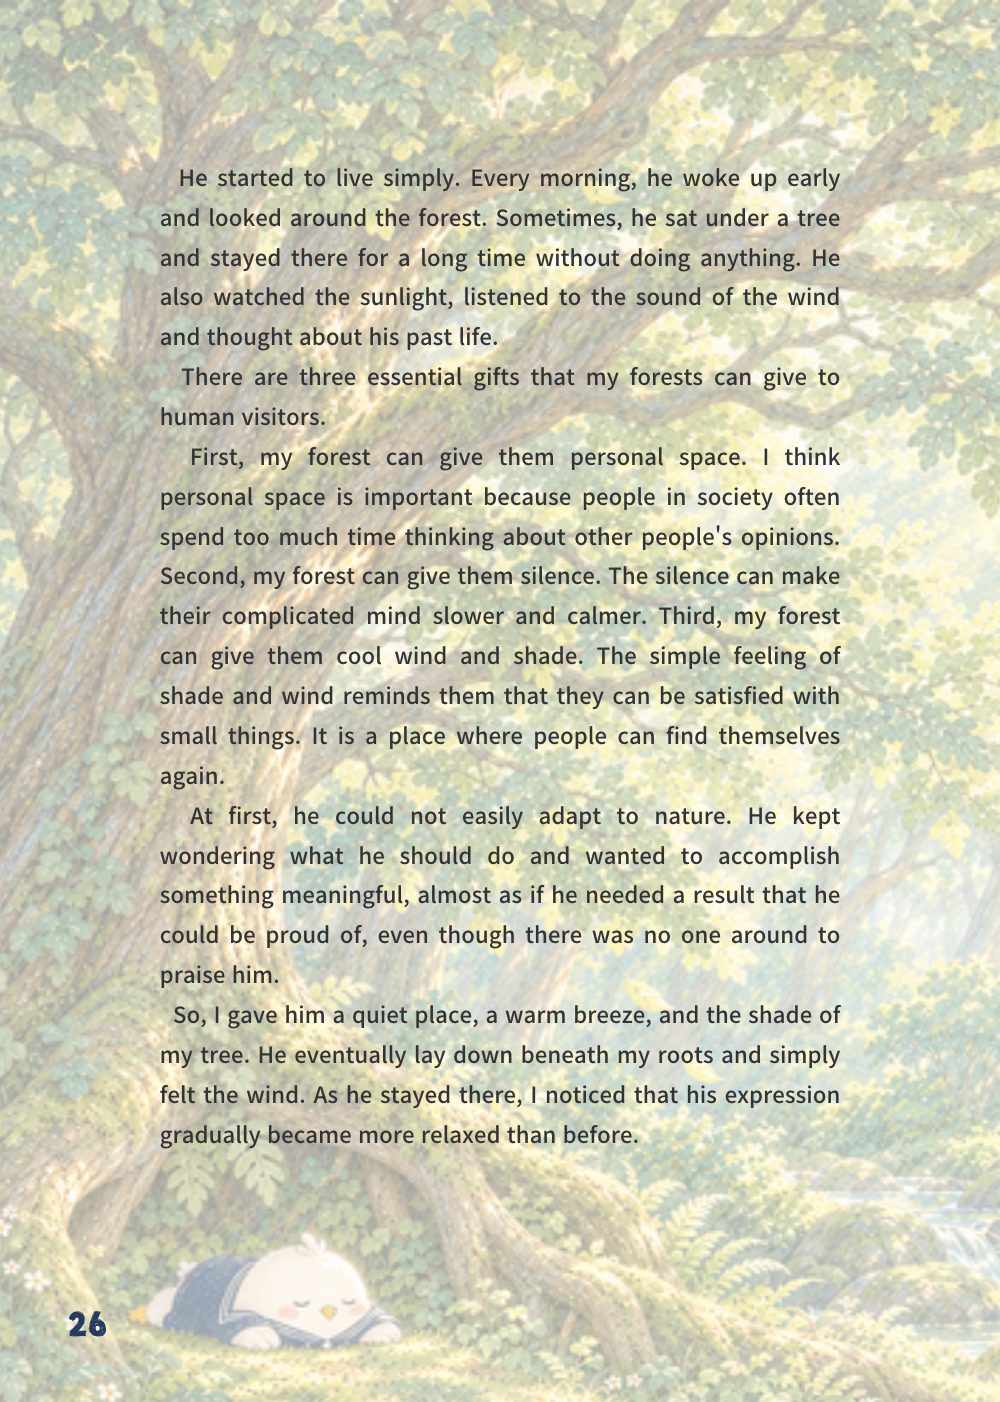 He started to live simply. Every morning, he woke up early
and looked around the forest. Sometimes, he sat under a tree
and stayed there for a long time without doing anything. He
also watched the sunlight, listened to the sound of the wind
and thought about his past life.
There are three essential gifts that my forests can give to
human visitors.
First, my forest can give them personal space. I think
personal space is important because people in society often
spend too much time thinking about other people's opinions.
Second, my forest can give them silence. The silence can make
their complicated mind slower and calmer. Third, my forest
can give them cool wind and shade. The simple feeling of
shade and wind reminds them that they can be satisfied with
small things. It is a place where people can find themselves
again.
At first, he could not easily adapt to nature. He kept
wondering what he should do and wanted to accomplish
something meaningful, almost as if he needed a result that he
could be proud of, even though there was no one around to
praise him.
So, I gave him a quiet place, a warm breeze, and the shade of
my tree. He eventually lay down beneath my roots and simply
felt the wind. As he stayed there, I noticed that his expression
gradually became more relaxed than before.
26